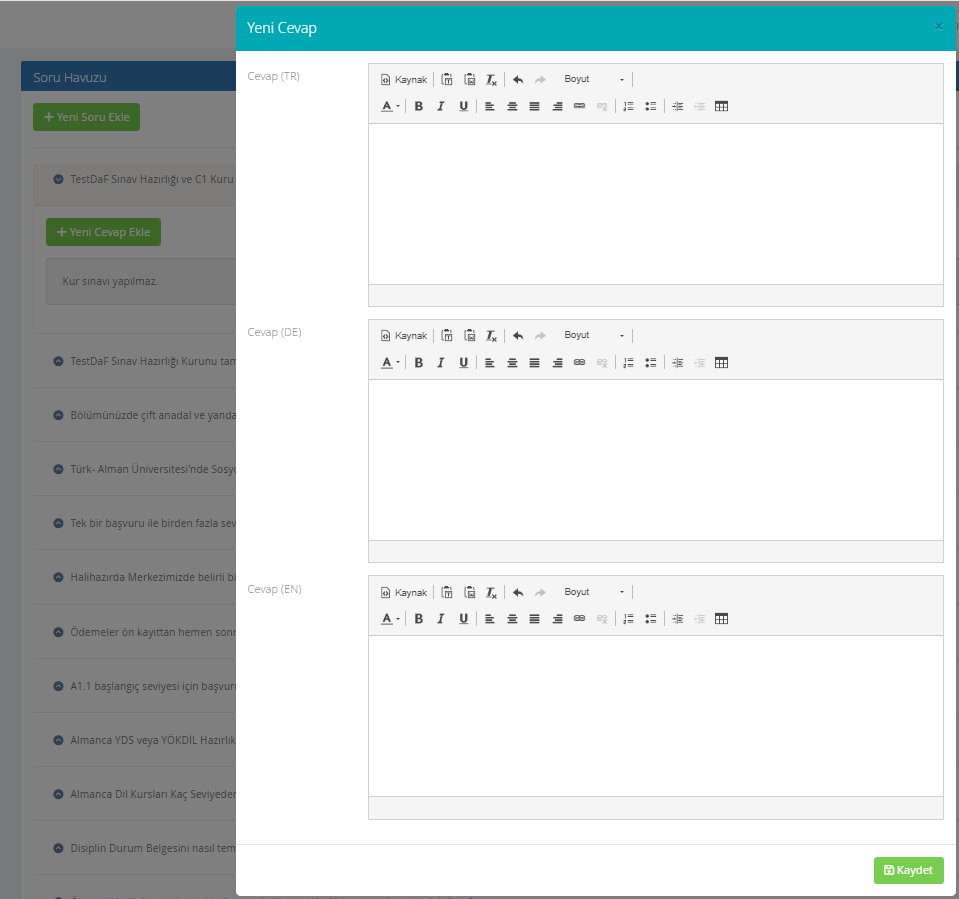 Yeni Cevap
×
Soru Havuzu
Yeni Soru Ekle
TestDaF Sınav Hazırlığı ve C1 Kuru
Yeni Cevap Ekle
Kur sınavı yapılmaz.
TestDaF Sınav Hazırlığı Kurunu tam
Bölümünüzde çift anadal ve yanda
Türk- Alman Üniversitesi'nde Sosy
Tek bir başvuru ile birden fazla sev
Halihazırda Merkezimizde belirli bi
Ödemeler ön kayıttan hemen sonr
A1.1 başlangıç seviyesi için başvuru
Almanca YDS veya YÖKDİL Hazırlık
Almanca Dil Kursları Kaç Seviyeder
Disiplin Durum Belgesini nasıl tem
Cevap (TR)
Kaynak Boyut
A B I U
Cevap (DE)
Kaynak Boyut
A B I U
Cevap (EN)
Kaynak Boyut
A B I U
Kaydet